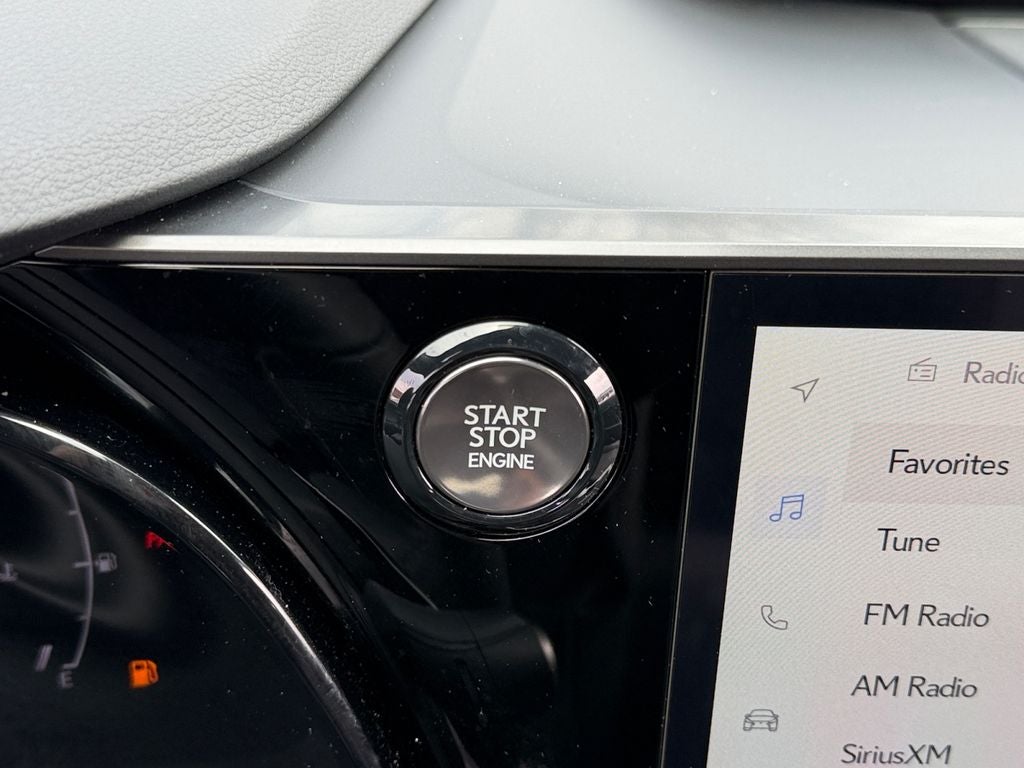 START
STOP
ENGINE
Radio
Favorites
Tune
FM Radio
AM Radio
SiriusXM
E